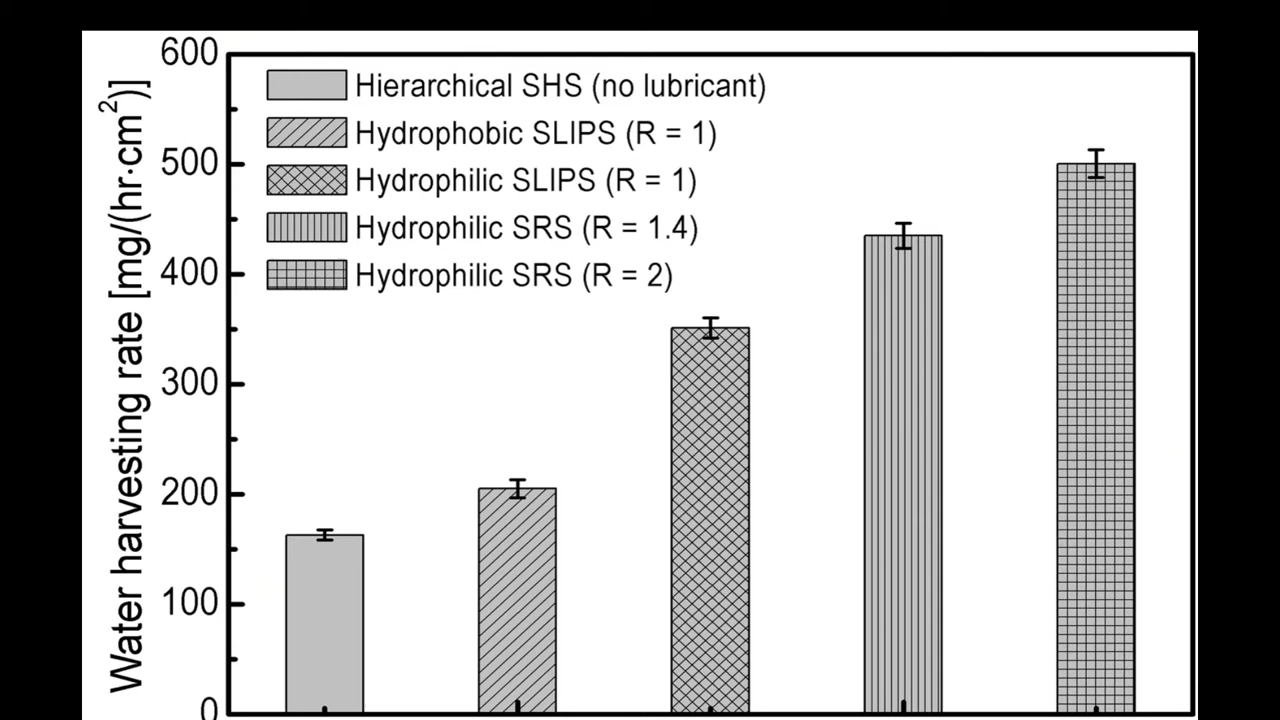 600
500
400
300
200
100
0
Water harvesting rate [mg/(hr·cm²)]
Hierarchical SHS (no lubricant)
Hydrophobic SLIPS (R = 1)
Hydrophilic SLIPS (R = 1)
Hydrophilic SRS (R = 1.4)
Hydrophilic SRS (R = 2)